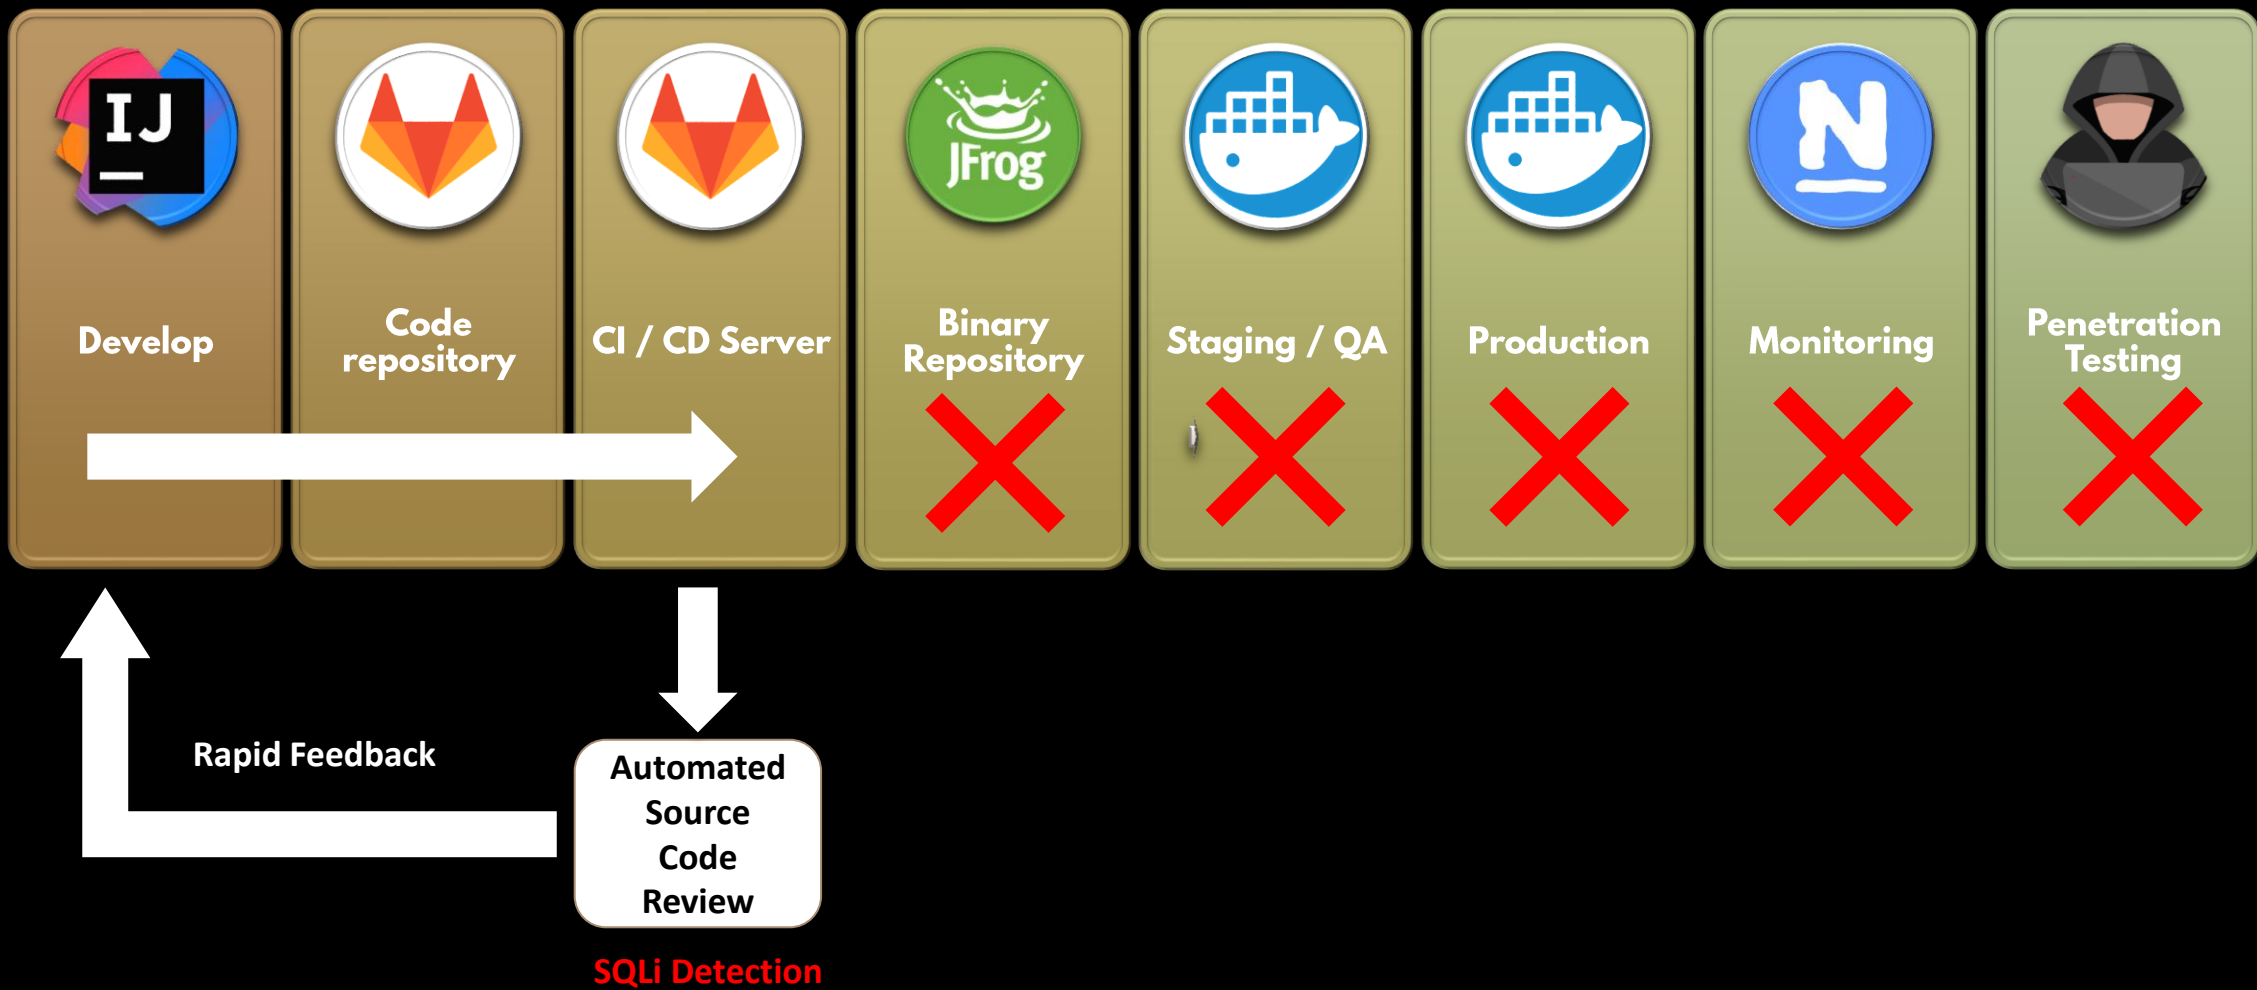 IJ
JFrog
N
Develop
Code
repository
CI / CD Server
Binary
Repository
Staging / QA
Production
Monitoring
Penetration
Testing
Rapid Feedback
Automated
Source
Code
Review
SQLi Detection